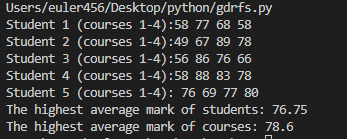 Users/euler456/Desktop/python/gdrfs.py
Student 1 (courses 1-4):58 77 68 58
Student 2 (courses 1-4):49 67 89 78
Student 3 (courses 1-4):56 86 76 66
Student 4 (courses 1-4):58 88 83 78
Student 5 (courses 1-4): 76 69 77 80
The highest average mark of students: 76.75
The highest average mark of courses: 78.6